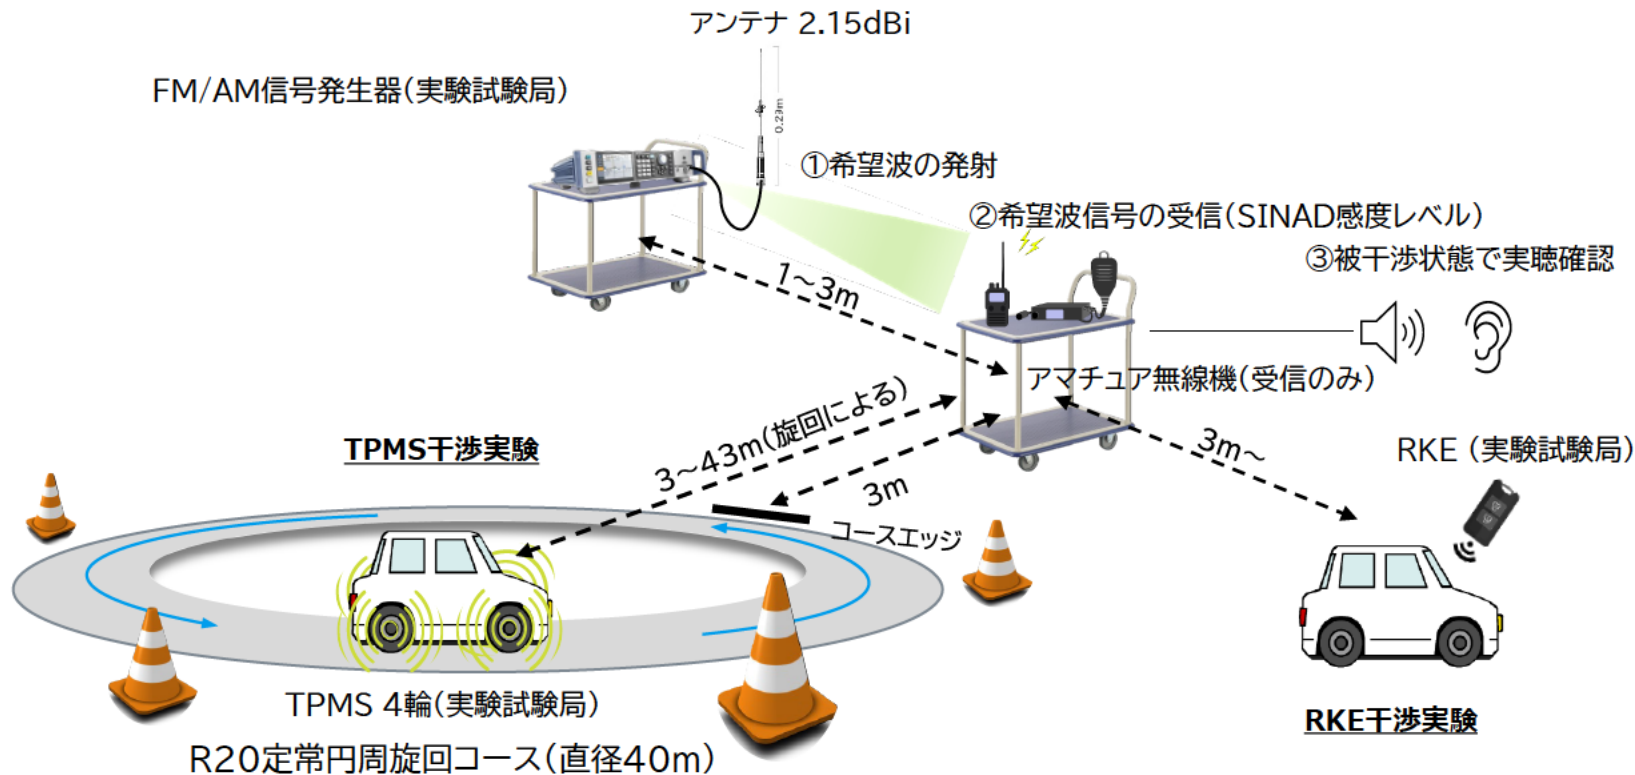 アンテナ 2.15dBi
FM/AM信号発生器(実験試験局)
0.29m
①希望波の発射
②希望波信号の受信(SINAD感度レベル)
③被干渉状態で実聴確認
1～3m
アマチュア無線機(受信のみ)
3～43m(旋回による)
3m
3m～
RKE (実験試験局)
TPMS干渉実験
コースエッジ
TPMS 4輪(実験試験局)
R20定常円周旋回コース(直径40m)
RKE干渉実験